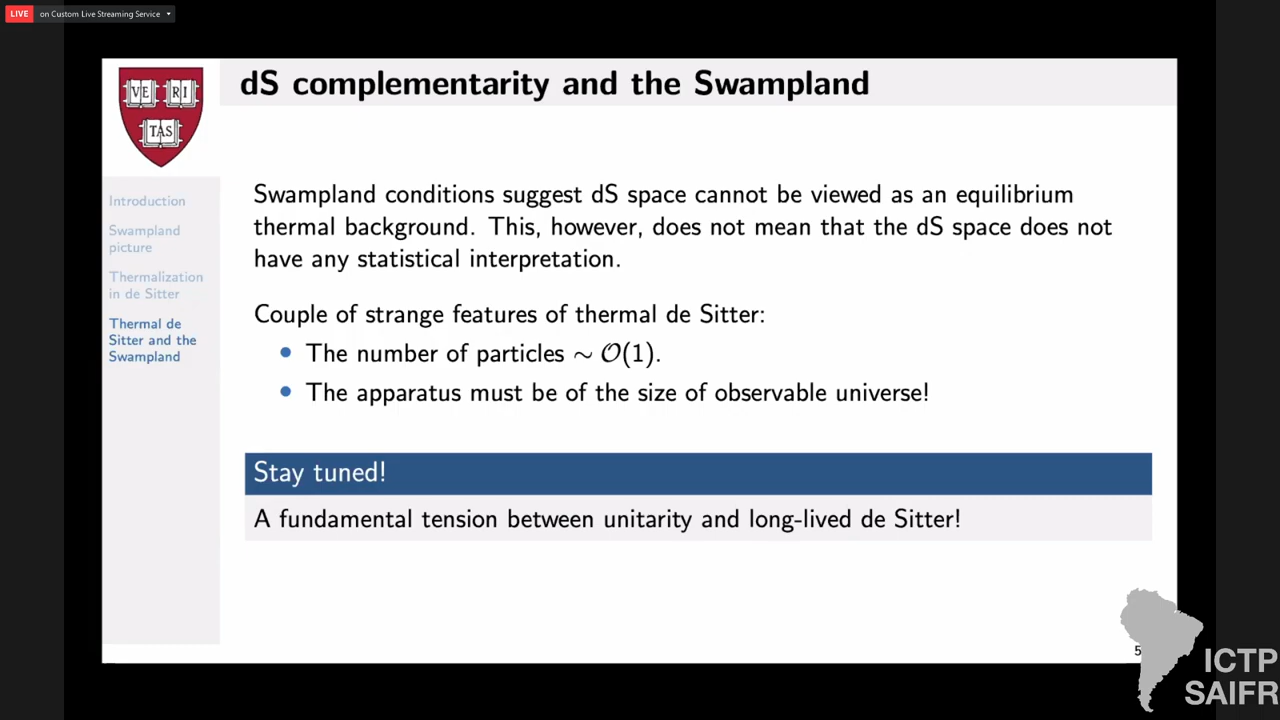 LIVE on Custom Live Streaming Service
dS complementarity and the Swampland
VE RI
TAS
Introduction
Swampland
picture
Thermalization
in de Sitter
Thermal de
Sitter and the
Swampland
Swampland conditions suggest dS space cannot be viewed as an equilibrium
thermal background. This, however, does not mean that the dS space does not
have any statistical interpretation.
Couple of strange features of thermal de Sitter:
• The number of particles ∼ 𝒪(1).
• The apparatus must be of the size of observable universe!
Stay tuned!
A fundamental tension between unitarity and long-lived de Sitter!
5
ICTP
SAIFR